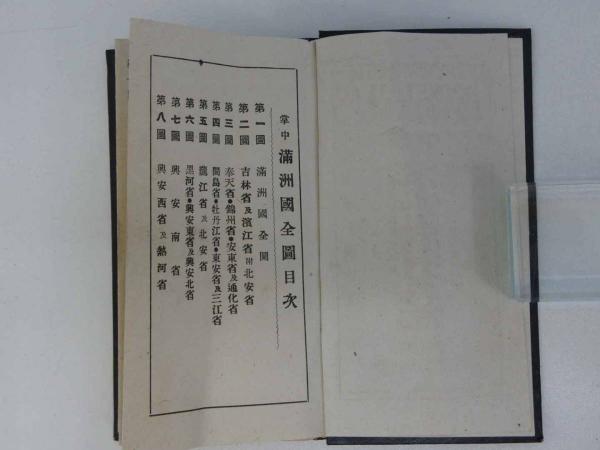 掌中 滿洲國全圖目次
第一圖 滿洲國全圖
第二圖 吉林省及濱江省附北安省
第三圖 奉天省●錦州省●安東省及通化省
第四圖 間島省●牡丹江省●東安省及三江省
第五圖 龍江省及北安省
第六圖 黑河省●興安東省及興安北省
第七圖 興安南省
第八圖 興安西省及熱河省